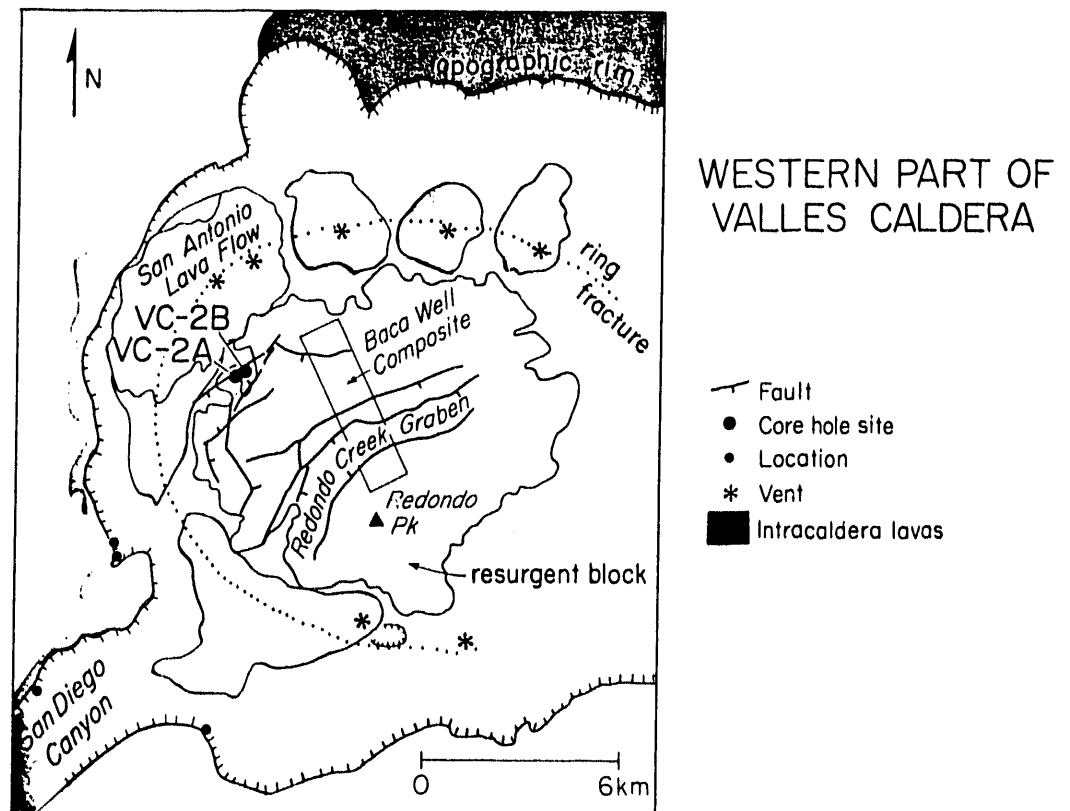 N
topographic rim
San Antonio
Lava Flow
VC-2B
VC-2A
Baca Well
Composite
ring
fracture
Redondo Creek Graben
Redondo
Pk
resurgent block
San Diego
Canyon
0 6km
WESTERN PART OF
VALLES CALDERA
Fault
Core hole site
Location
Vent
Intracaldera lavas